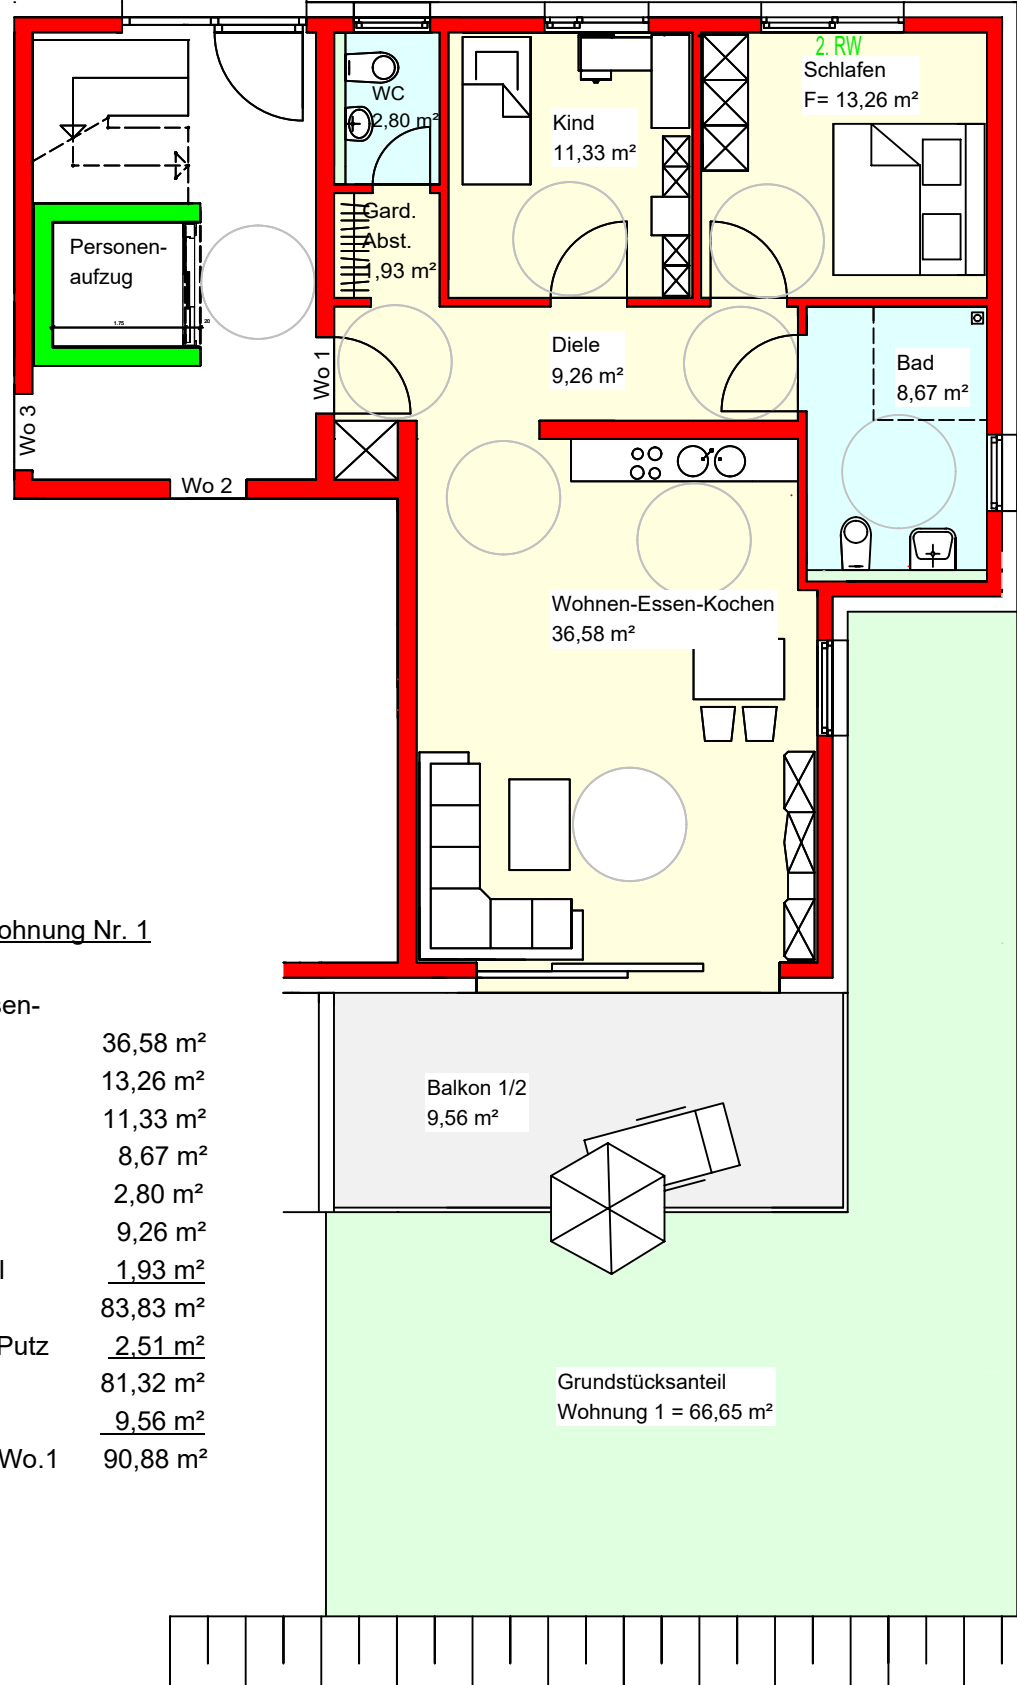 2. RW
Schlafen
F= 13,26 m²
WC
2,80 m²
Kind
11,33 m²
Gard.
Abst.
1,93 m²
Personen-
aufzug
1.75
20
Diele
9,26 m²
Bad
8,67 m²
Wo 1
Wo 3
Wo 2
Wohnen-Essen-Kochen
36,58 m²
ohnung Nr. 1
sen-
36,58 m²
13,26 m²
11,33 m²
8,67 m²
2,80 m²
9,26 m²
l 1,93 m²
83,83 m²
Putz 2,51 m²
81,32 m²
9,56 m²
Wo.1 90,88 m²
Balkon 1/2
9,56 m²
Grundstücksanteil
Wohnung 1 = 66,65 m²